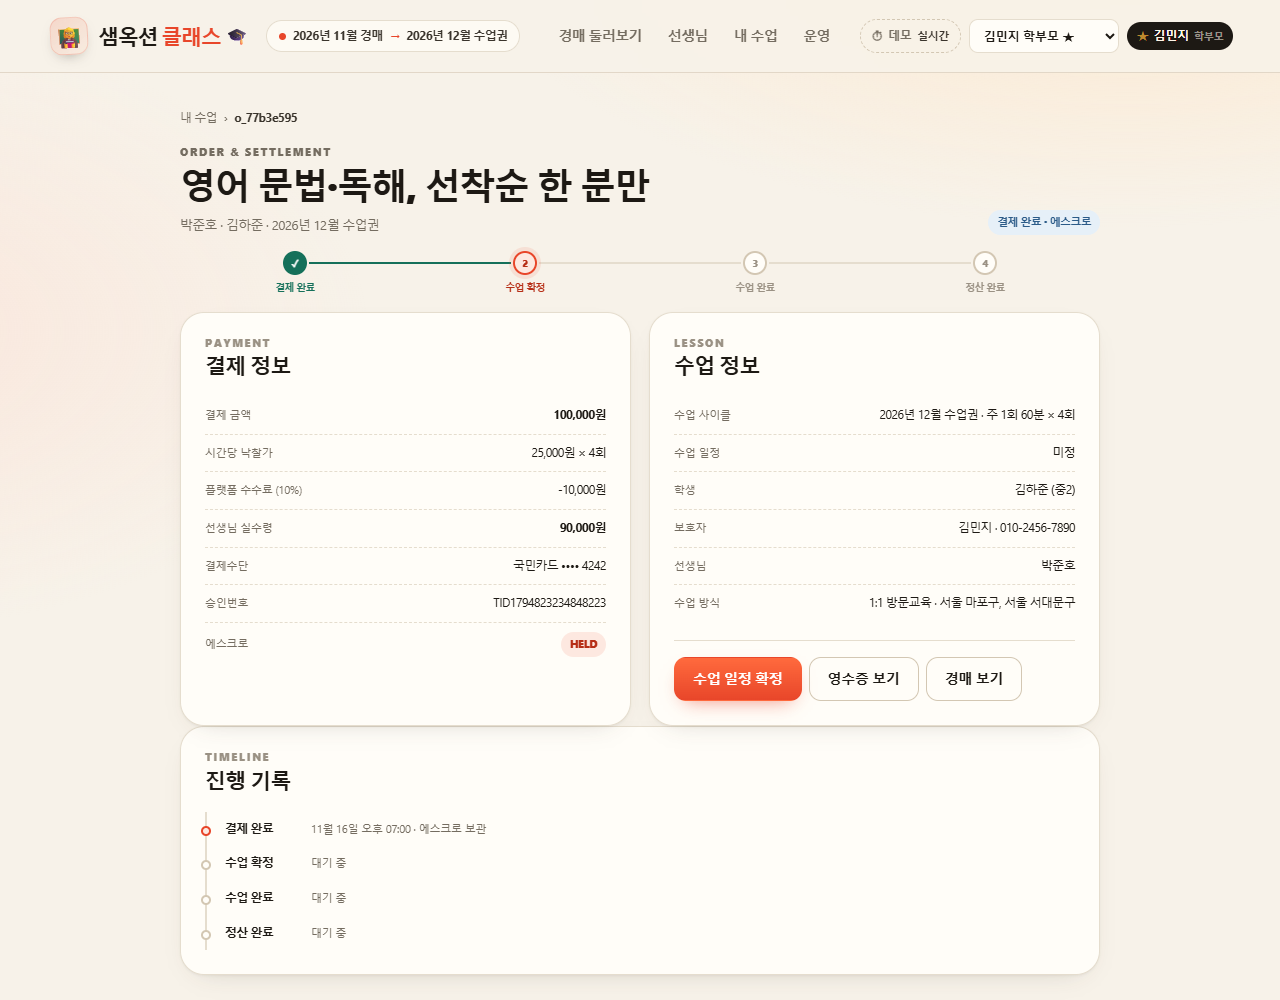 샘옥션 클래스
2026년 11월 경매 → 2026년 12월 수업권
경매 둘러보기
선생님
내 수업
운영
데모 실시간
김민지 학부모 ★
★ 김민지 학부모
내 수업 › o_77b3e595
ORDER & SETTLEMENT
영어 문법·독해, 선착순 한 분만
박준호 · 김하준 · 2026년 12월 수업권
결제 완료 · 에스크로
✓
2
3
4
결제 완료
수업 확정
수업 완료
정산 완료
PAYMENT
결제 정보
결제 금액 100,000원
시간당 낙찰가 25,000원 × 4회
플랫폼 수수료 (10%) -10,000원
선생님 실수령 90,000원
결제수단 국민카드 •••• 4242
승인번호 TID1794823234848223
에스크로 HELD
LESSON
수업 정보
수업 사이클 2026년 12월 수업권 · 주 1회 60분 × 4회
수업 일정 미정
학생 김하준 (중2)
보호자 김민지 · 010-2456-7890
선생님 박준호
수업 방식 1:1 방문교육 · 서울 마포구, 서울 서대문구
수업 일정 확정
영수증 보기
경매 보기
TIMELINE
진행 기록
결제 완료 11월 16일 오후 07:00 · 에스크로 보관
수업 확정 대기 중
수업 완료 대기 중
정산 완료 대기 중